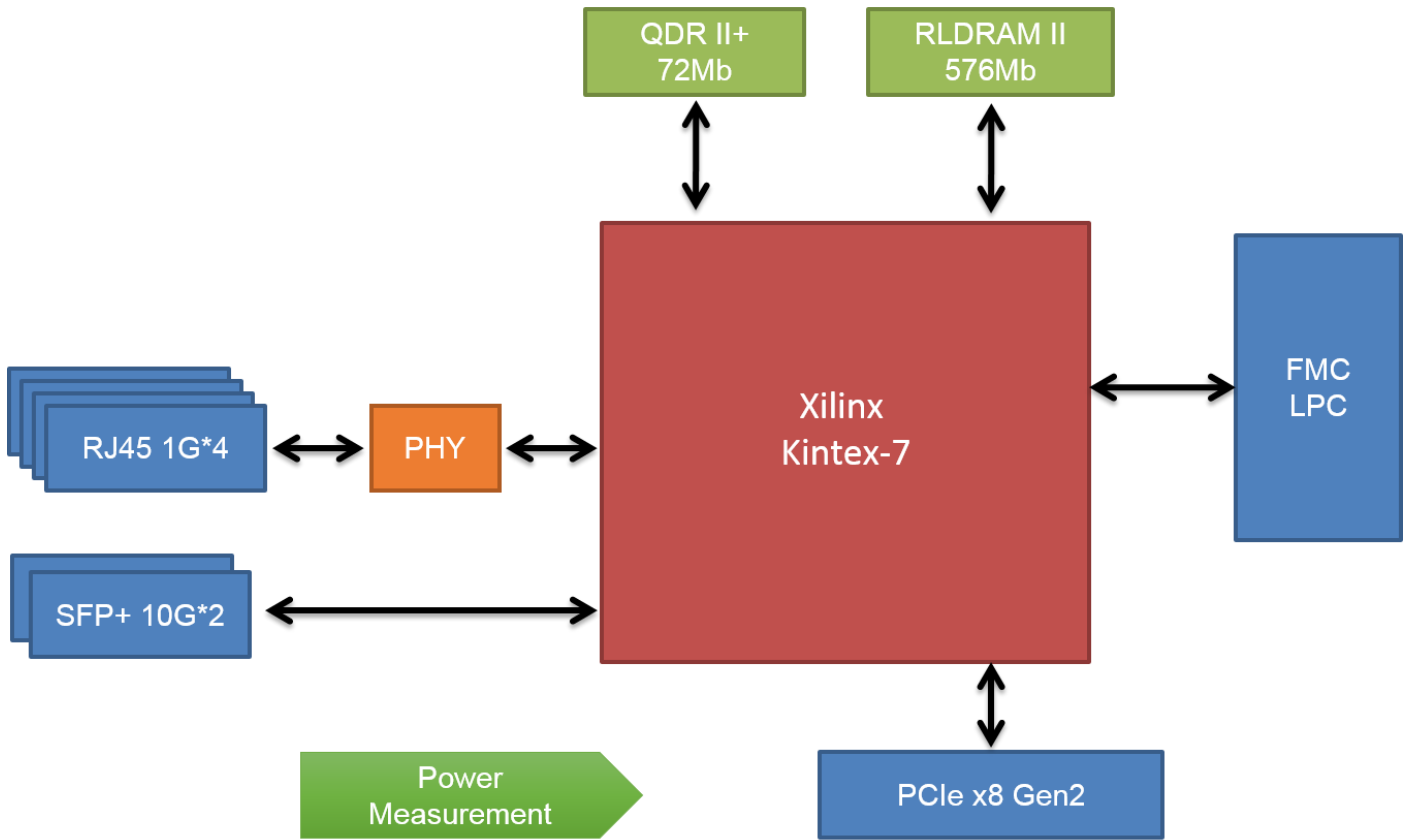 QDR II+
72Mb
RLDRAM II
576Mb
Xilinx
Kintex-7
FMC
LPC
RJ45 1G*4
PHY
SFP+ 10G*2
Power
Measurement
PCIe x8 Gen2